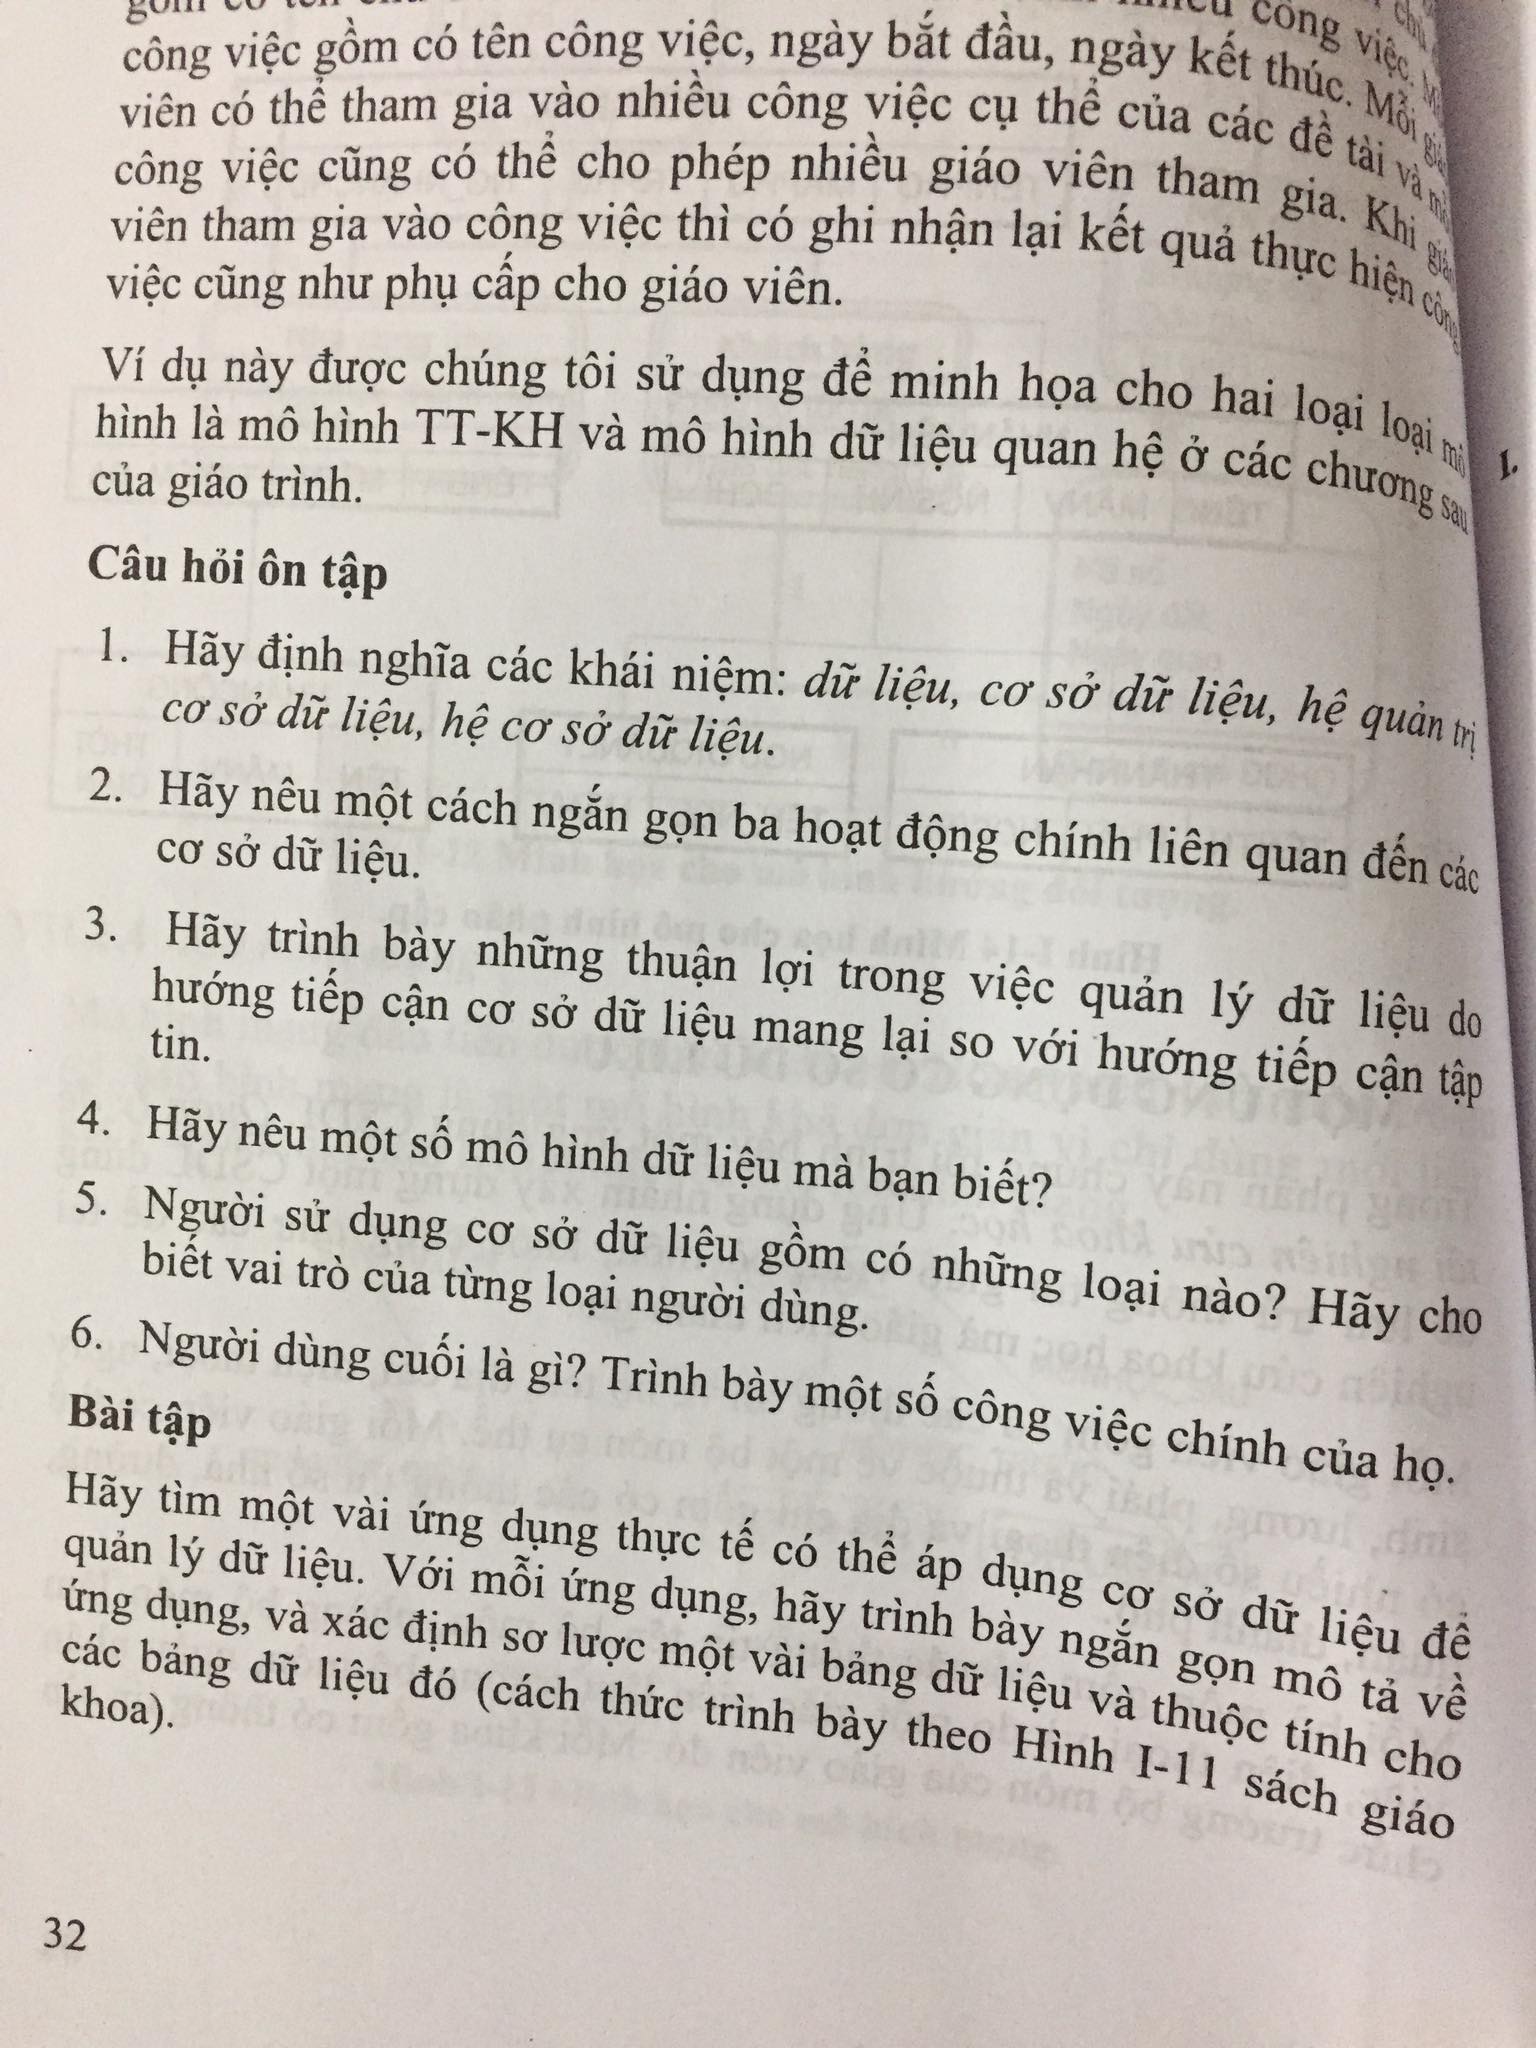 công việc gồm có tên công việc, ngày bắt đầu, ngày kết thúc. Mỗi
viên có thể tham gia vào nhiều công việc cụ thể của các đề tài và
công việc cũng có thể cho phép nhiều giáo viên tham gia. Khi
viên tham gia vào công việc thì có ghi nhận lại kết quả thực hiện công
việc cũng như phụ cấp cho giáo viên.
Ví dụ này được chúng tôi sử dụng để minh họa cho hai loại loại mô
hình là mô hình TT-KH và mô hình dữ liệu quan hệ ở các chương sau
của giáo trình.
Câu hỏi ôn tập
1. Hãy định nghĩa các khái niệm: dữ liệu, cơ sở dữ liệu, hệ quản trị
cơ sở dữ liệu, hệ cơ sở dữ liệu.
2. Hãy nêu một cách ngắn gọn ba hoạt động chính liên quan đến các
cơ sở dữ liệu.
3. Hãy trình bày những thuận lợi trong việc quản lý dữ liệu do
hướng tiếp cận cơ sở dữ liệu mang lại so với hướng tiếp cận tập
tin.
4. Hãy nêu một số mô hình dữ liệu mà bạn biết?
5. Người sử dụng cơ sở dữ liệu gồm có những loại nào? Hãy cho
biết vai trò của từng loại người dùng.
6. Người dùng cuối là gì? Trình bày một số công việc chính của họ.
Bài tập
Hãy tìm một vài ứng dụng thực tế có thể áp dụng cơ sở dữ liệu để
quản lý dữ liệu. Với mỗi ứng dụng, hãy trình bày ngắn gọn mô tả về
ứng dụng, và xác định sơ lược một vài bảng dữ liệu và thuộc tính cho
các bảng dữ liệu đó (cách thức trình bày theo Hình I-11 sách giáo
khoa).
32